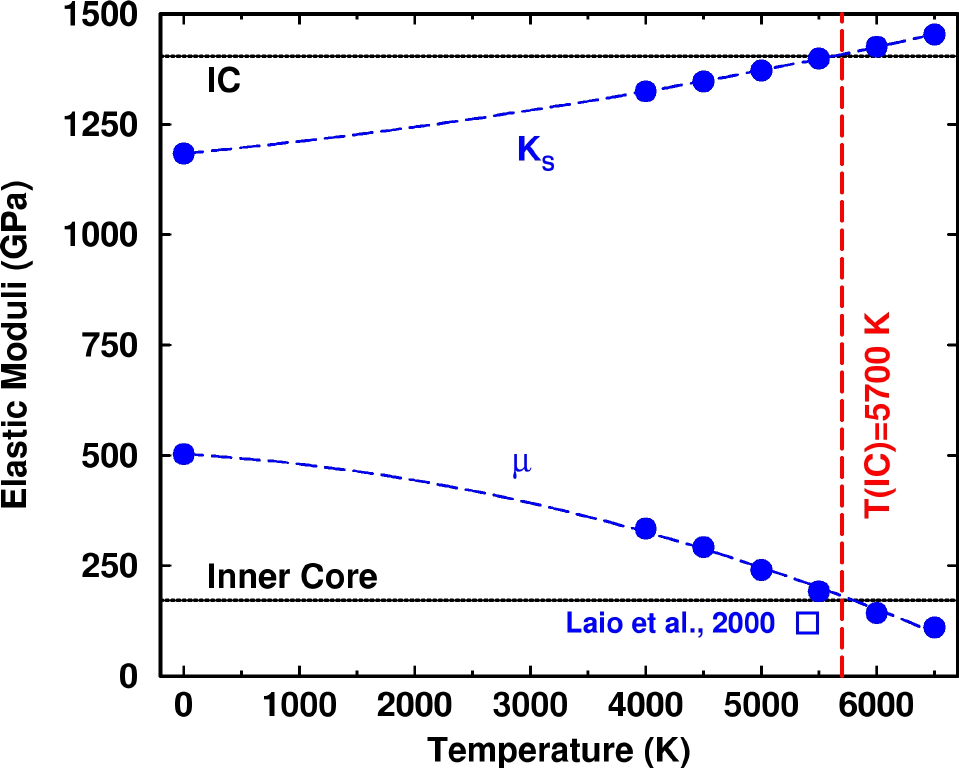 1500
1250
1000
750
500
250
0
Elastic Moduli (GPa)
IC
K_S
μ
Inner Core
Laio et al., 2000
T(IC)=5700 K
0 1000 2000 3000 4000 5000 6000
Temperature (K)